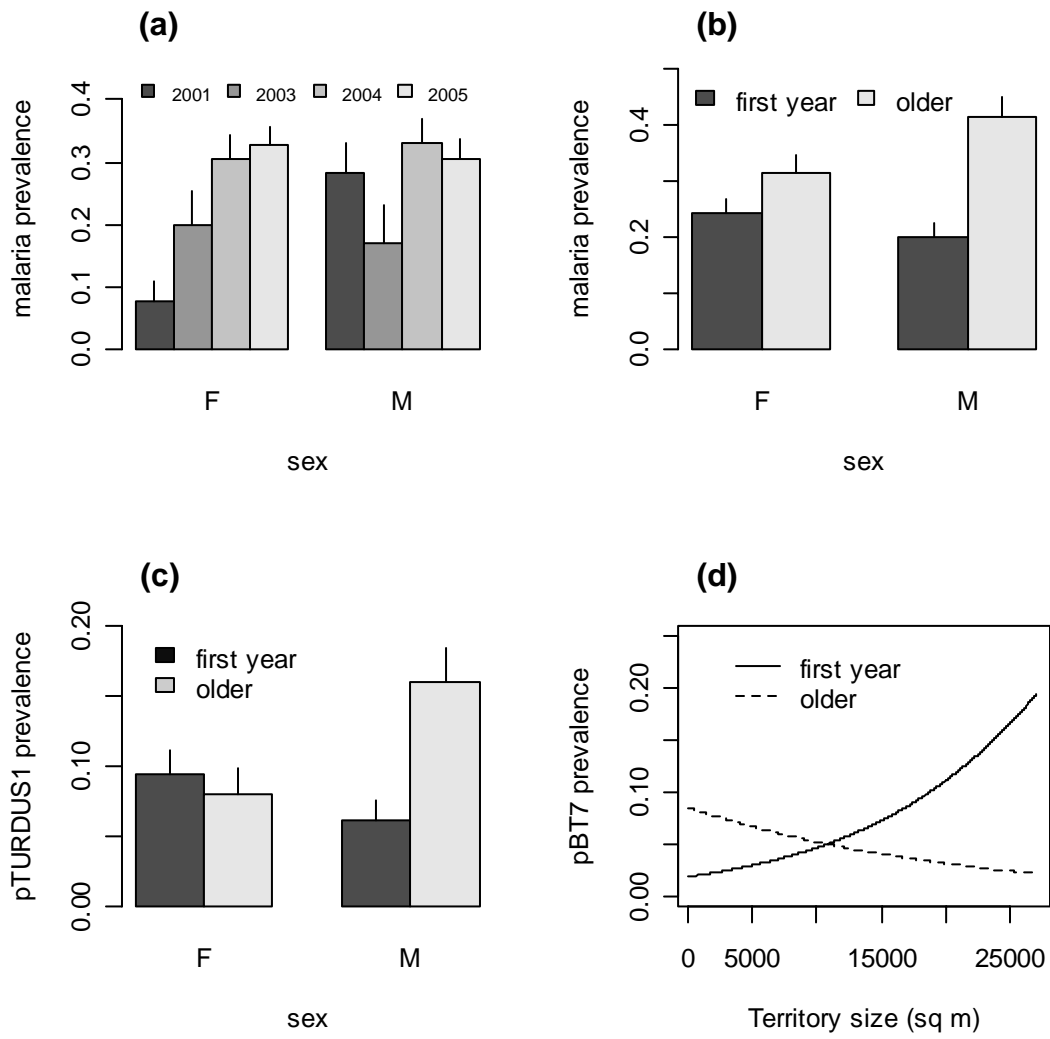 (a)
2001 2003 2004 2005
malaria prevalence
0.0 0.1 0.2 0.3 0.4
F M
sex
(b)
first year older
malaria prevalence
0.0 0.2 0.4
F M
sex
(c)
first year
older
pTURDUS1 prevalence
0.00 0.10 0.20
F M
sex
(d)
first year
older
pBT7 prevalence
0.00 0.10 0.20
0 5000 15000 25000
Territory size (sq m)